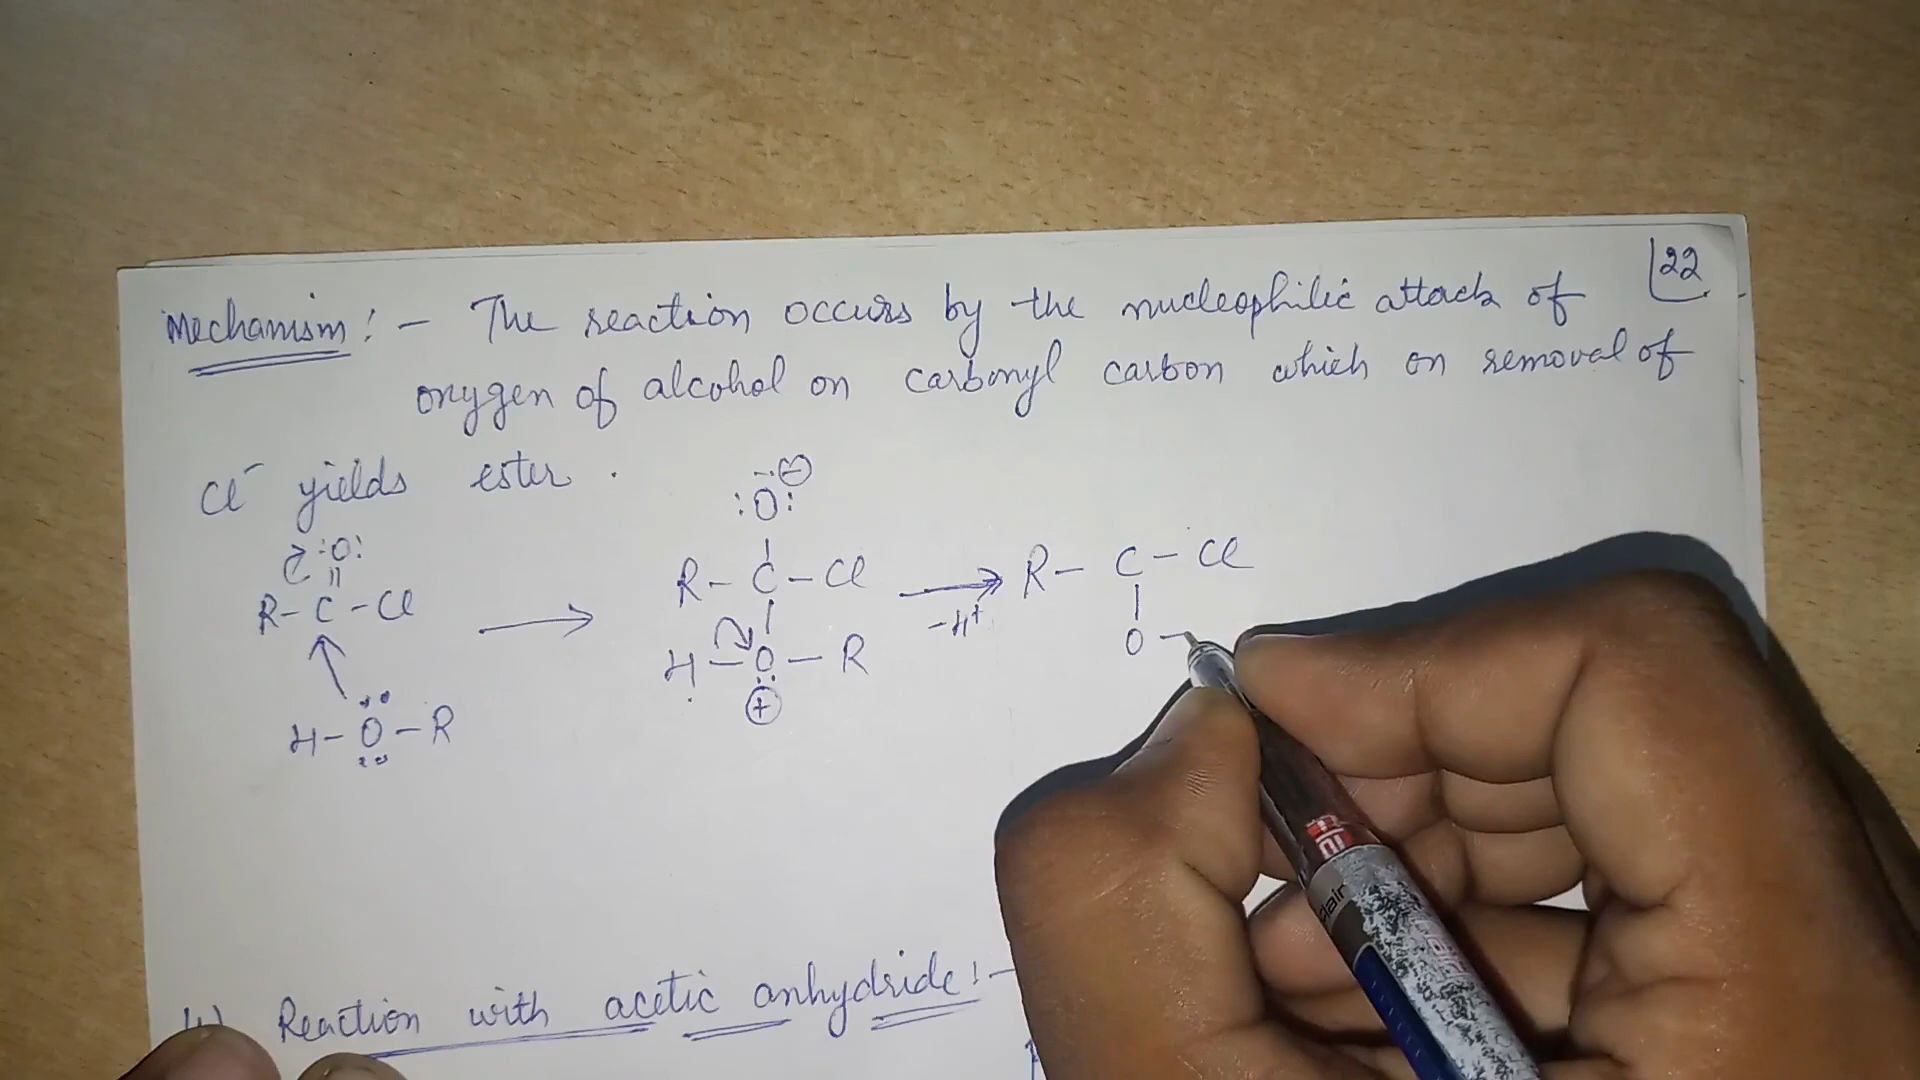 22
Mechanism :- The reaction occurs by the nucleophilic attack of
oxygen of alcohol on carbonyl carbon which on removal of
Cl⁻ yields ester .
:O:
||
R-C-Cl
H-O-R
⊖
:O:
|
R-C-Cl
|
H-O-R
⊕
-H⁺
R-C-Cl
|
O-
Reaction with acetic anhydride :-